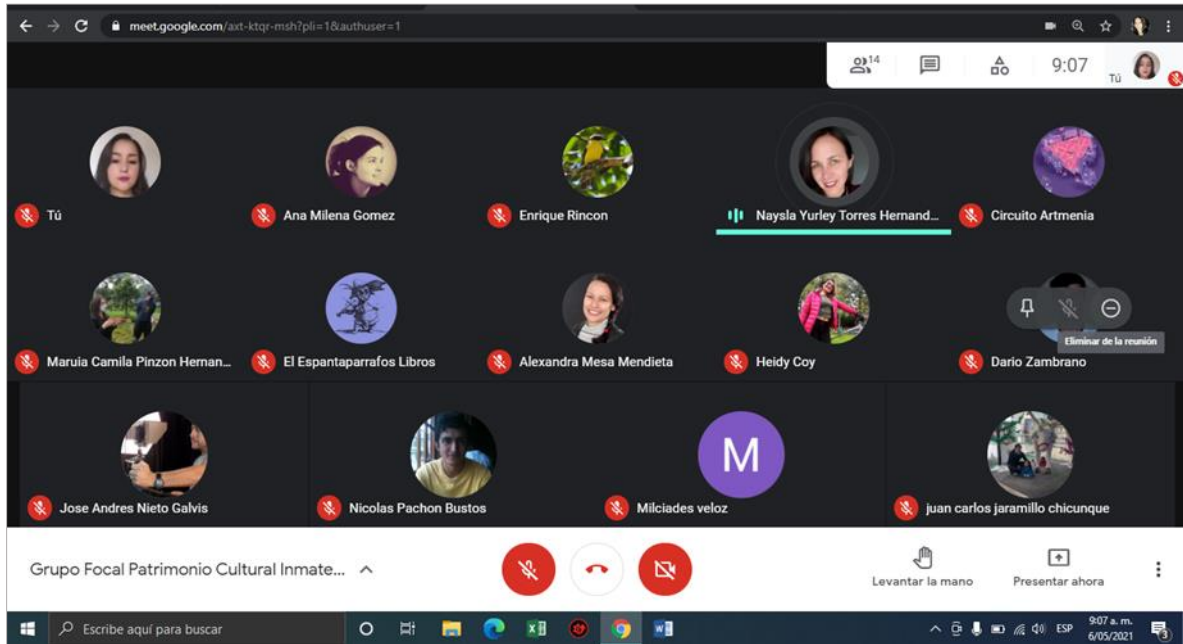 meet.google.com/axt-ktqr-msh?pli=1&authuser=1
14
9:07
Tú
Tú
Ana Milena Gomez
Enrique Rincon
Naysla Yurley Torres Hernand...
Circuito Artmenia
Maruia Camila Pinzon Hernan...
El Espantaparrafos Libros
Alexandra Mesa Mendieta
Heidy Coy
Eliminar de la reunión
Dario Zambrano
Jose Andres Nieto Galvis
Nicolas Pachon Bustos
M
Milciades veloz
juan carlos jaramillo chicunque
Grupo Focal Patrimonio Cultural Inmate...
Levantar la mano
Presentar ahora
Escribe aquí para buscar
ESP
9:07 a. m.
6/05/2021
3